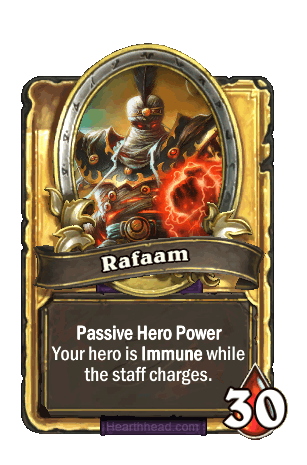 Rafaam
Passive Hero Power
Your hero is Immune while
the staff charges.
30
Hearthhead.com